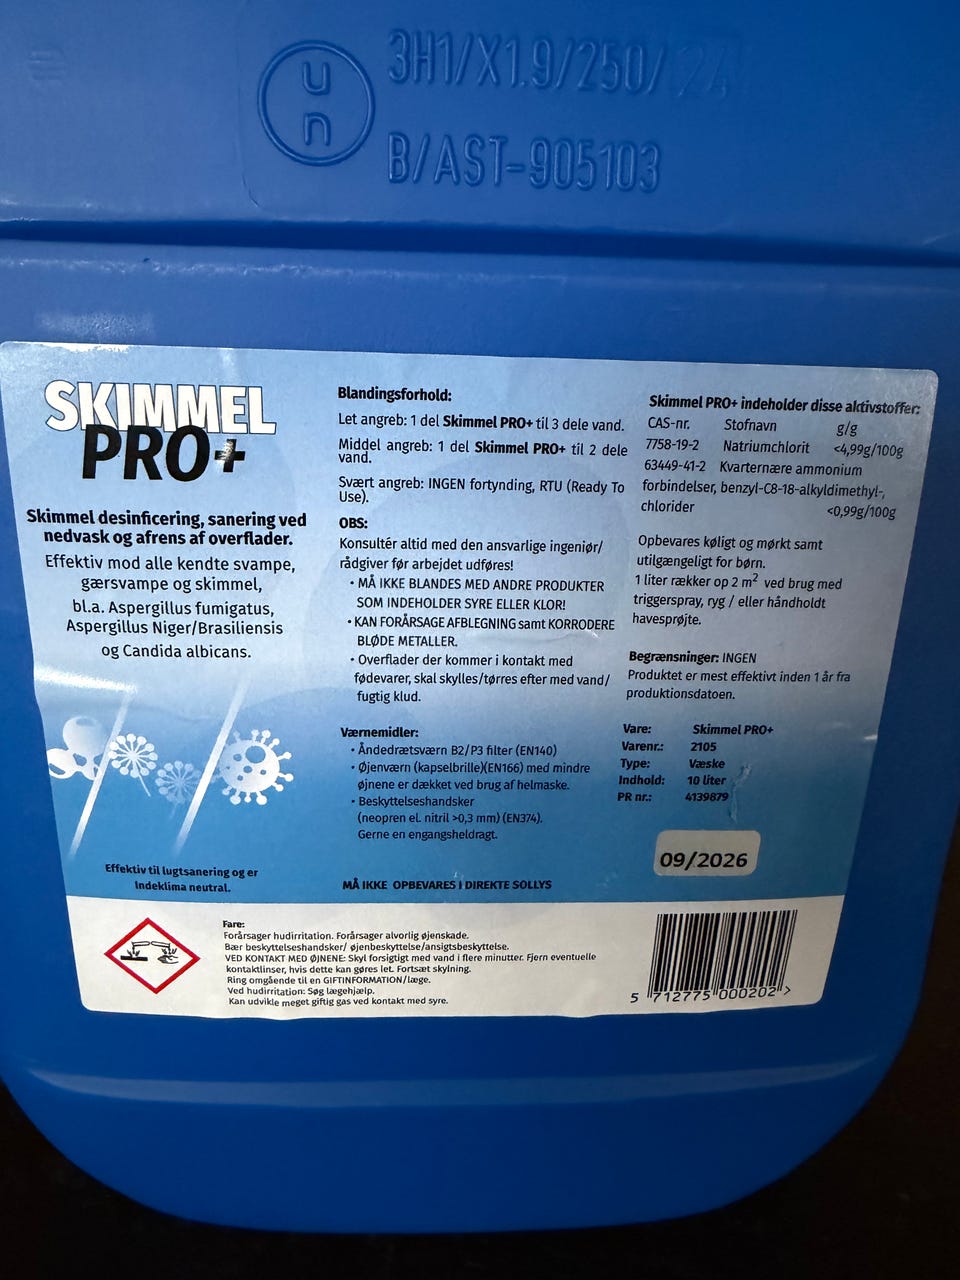 un
3H1/X1.9/250/24
B/AST-905103
SKIMMEL
PRO+
Skimmel desinficering, sanering ved
nedvask og afrens af overflader.
Effektiv mod alle kendte svampe,
gærsvampe og skimmel,
bl.a. Aspergillus fumigatus,
Aspergillus Niger/Brasiliensis
og Candida albicans.
Effektiv til lugtsanering og er
Indeklima neutral.
Blandingsforhold:
Let angreb: 1 del Skimmel PRO+ til 3 dele vand.
Middel angreb: 1 del Skimmel PRO+ til 2 dele
vand.
Svært angreb: INGEN fortynding, RTU (Ready To
Use).
OBS:
Konsultér altid med den ansvarlige ingeniør/
rådgiver før arbejdet udføres!
• MÅ IKKE BLANDES MED ANDRE PRODUKTER
SOM INDEHOLDER SYRE ELLER KLOR!
• KAN FORÅRSAGE AFBLEGNING samt KORRODERE
BLØDE METALLER.
• Overflader der kommer i kontakt med
fødevarer, skal skylles/tørres efter med vand/
fugtig klud.
Værnemidler:
• Åndedrætsværn B2/P3 filter (EN140)
• Øjenværn (kapselbrille)(EN166) med mindre
øjnene er dækket ved brug af helmaske.
• Beskyttelseshandsker
(neopren el. nitril >0,3 mm) (EN374).
Gerne en engangsheldragt.
MÅ IKKE OPBEVARES I DIREKTE SOLLYS
Skimmel PRO+ indeholder disse aktivstoffer:
CAS-nr. Stofnavn g/g
7758-19-2 Natriumchlorit <4,99g/100g
63449-41-2 Kvarternære ammonium
forbindelser, benzyl-C8-18-alkyldimethyl-,
chlorider <0,99g/100g
Opbevares køligt og mørkt samt
utilgængeligt for børn.
1 liter rækker op 2 m² ved brug med
triggerspray, ryg / eller håndholdt
havesprøjte.
Begrænsninger: INGEN
Produktet er mest effektivt inden 1 år fra
produktionsdatoen.
Vare: Skimmel PRO+
Varenr.: 2105
Type: Væske
Indhold: 10 liter
PR nr.: 4139879
09/2026
Fare:
Forårsager hudirritation. Forårsager alvorlig øjenskade.
Bær beskyttelseshandsker/ øjenbeskyttelse/ansigtsbeskyttelse.
VED KONTAKT MED ØJNENE: Skyl forsigtigt med vand i flere minutter. Fjern eventuelle
kontaktlinser, hvis dette kan gøres let. Fortsæt skylning.
Ring omgående til en GIFTINFORMATION/læge.
Ved hudirritation: Søg lægehjælp.
Kan udvikle meget giftig gas ved kontakt med syre.
5 712775 000202 >